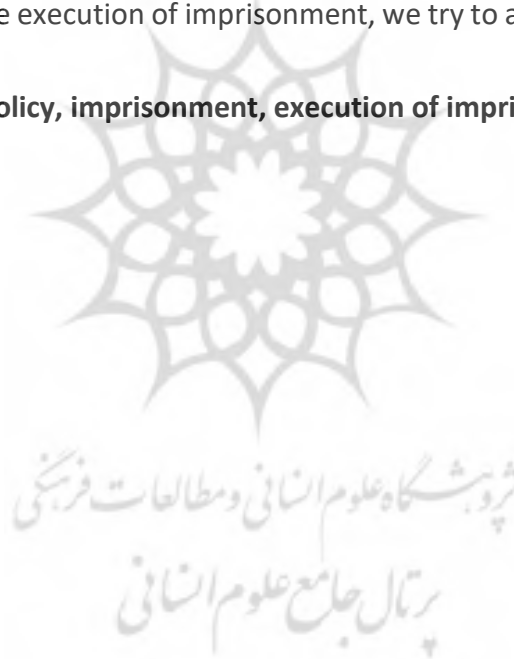 e execution of imprisonment, we try to a
olicy, imprisonment, execution of impri
پژوهشگاه علوم انسانی و مطالعات فرهنگی
پرتال جامع علوم انسانی